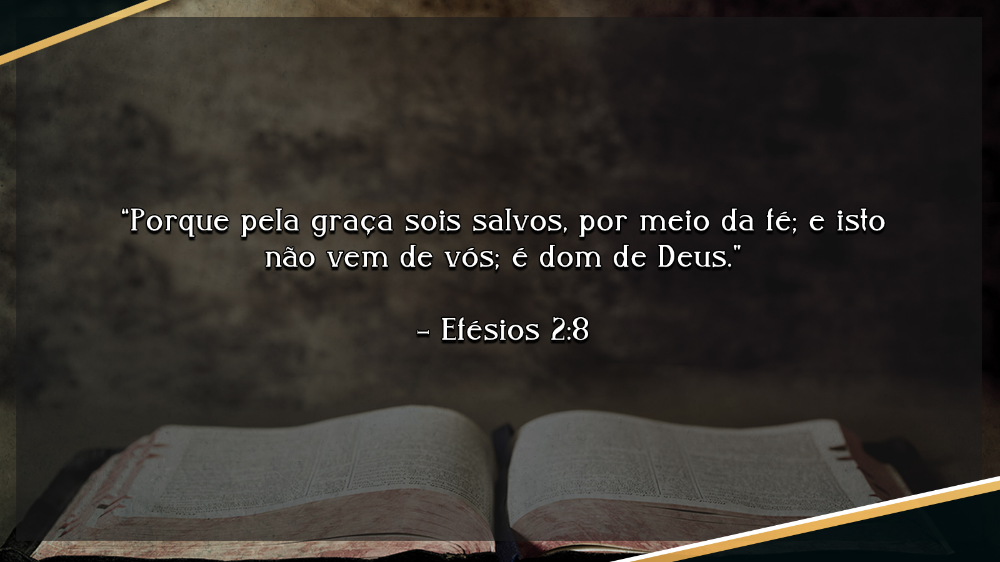 “Porque pela graça sois salvos, por meio da fé; e isto
não vem de vós; é dom de Deus."
- Efésios 2:8